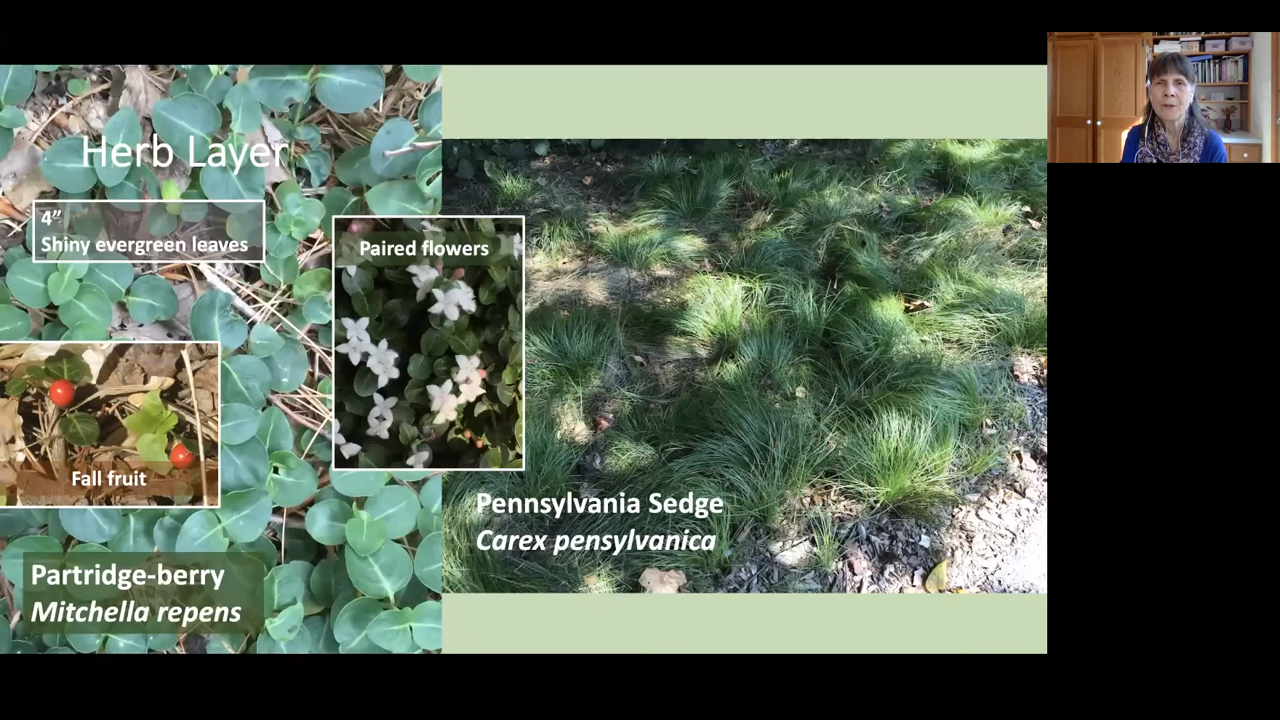 Herb Layer
4”
Shiny evergreen leaves
Paired flowers
Fall fruit
Pennsylvania Sedge
Carex pensylvanica
Partridge-berry
Mitchella repens